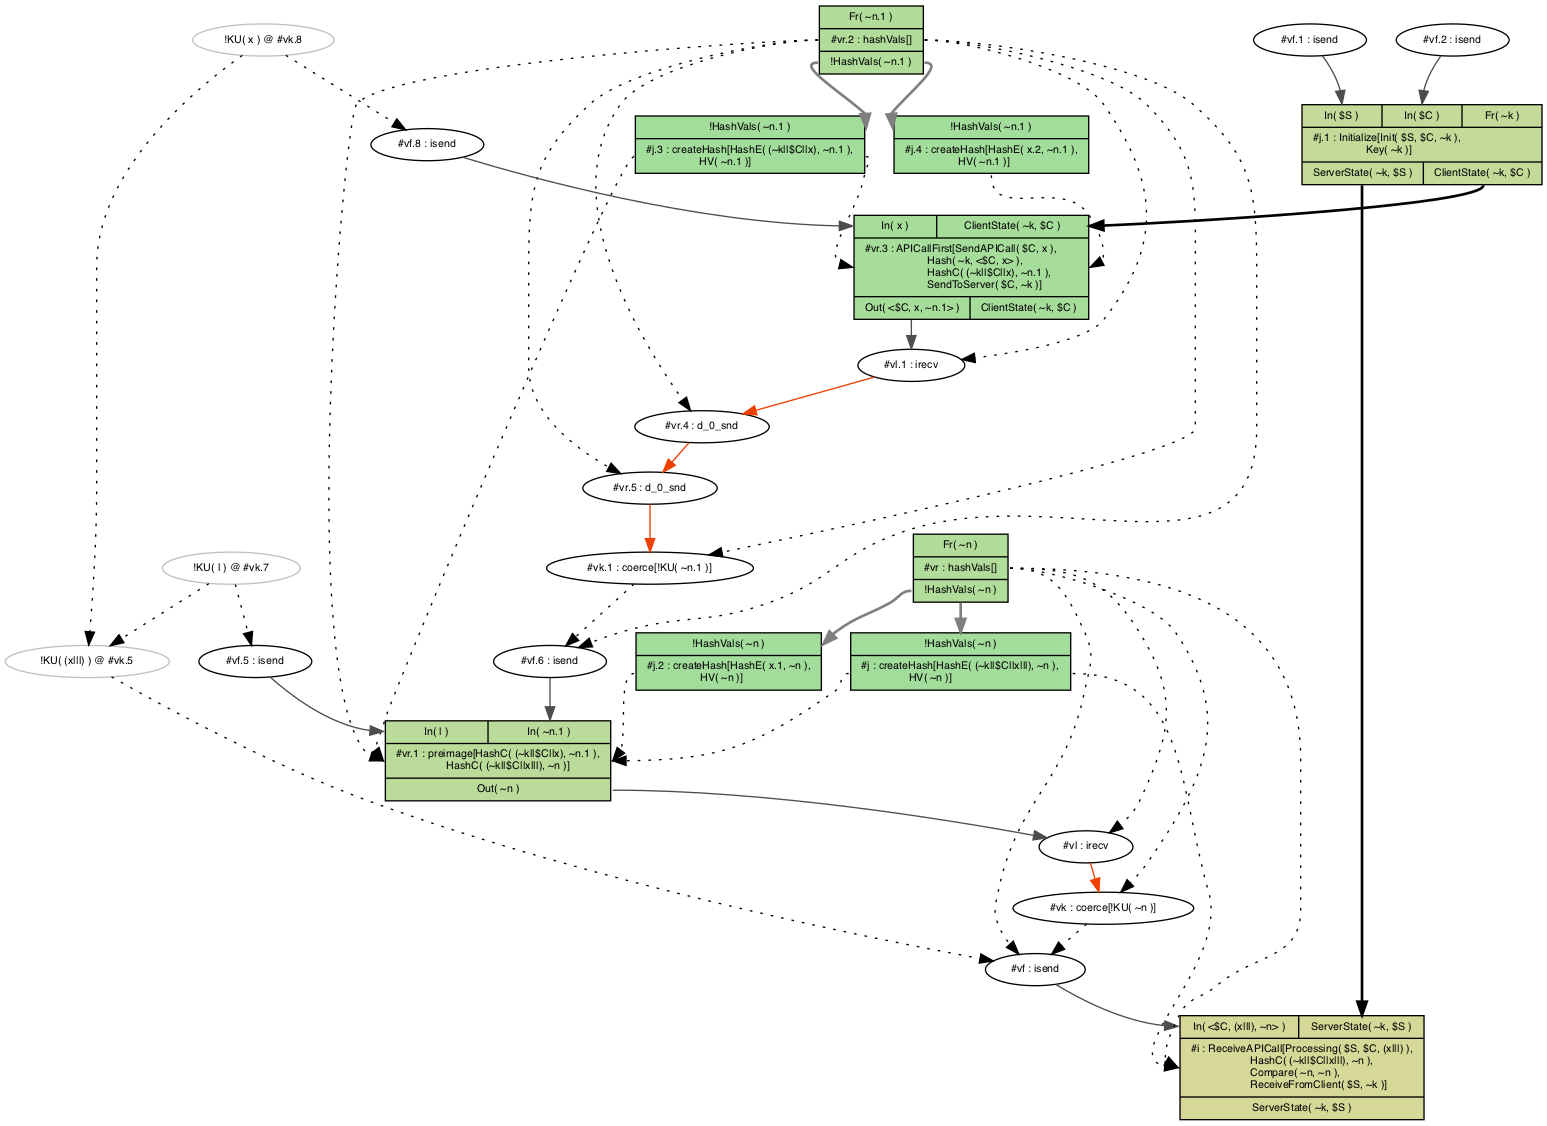 Fr( ~n.1 )
#vr.2 : hashVals[]
!HashVals( ~n.1 )
!KU( x ) @ #vk.8
#vf.1 : isend
#vf.2 : isend
In( $S ) In( $C ) Fr( ~k )
#j.1 : Initialize[Init( $S, $C, ~k ),
Key( ~k )]
ServerState( ~k, $S ) ClientState( ~k, $C )
#vf.8 : isend
!HashVals( ~n.1 )
#j.3 : createHash[HashE( (~k||$C||x), ~n.1 ),
HV( ~n.1 )]
!HashVals( ~n.1 )
#j.4 : createHash[HashE( x.2, ~n.1 ),
HV( ~n.1 )]
In( x ) ClientState( ~k, $C )
#vr.3 : APICallFirst[SendAPICall( $C, x ),
Hash( ~k, <$C, x> ),
HashC( (~k||$C||x), ~n.1 ),
SendToServer( $C, ~k )]
Out( <$C, x, ~n.1> ) ClientState( ~k, $C )
#vl.1 : irecv
#vr.4 : d_0_snd
#vr.5 : d_0_snd
#vk.1 : coerce[!KU( ~n.1 )]
!KU( l ) @ #vk.7
Fr( ~n )
#vr : hashVals[]
!HashVals( ~n )
!KU( (x||l) ) @ #vk.5
#vf.5 : isend
#vf.6 : isend
!HashVals( ~n )
#j.2 : createHash[HashE( x.1, ~n ),
HV( ~n )]
!HashVals( ~n )
#j : createHash[HashE( (~k||$C||x||l), ~n ),
HV( ~n )]
In( l ) In( ~n.1 )
#vr.1 : preimage[HashC( (~k||$C||x), ~n.1 ),
HashC( (~k||$C||x||l), ~n )]
Out( ~n )
#vl : irecv
#vk : coerce[!KU( ~n )]
#vf : isend
In( <$C, (x||l), ~n> ) ServerState( ~k, $S )
#i : ReceiveAPICall[Processing( $S, $C, (x||l) ),
HashC( (~k||$C||x||l), ~n ),
Compare( ~n, ~n ),
ReceiveFromClient( $S, ~k )]
ServerState( ~k, $S )